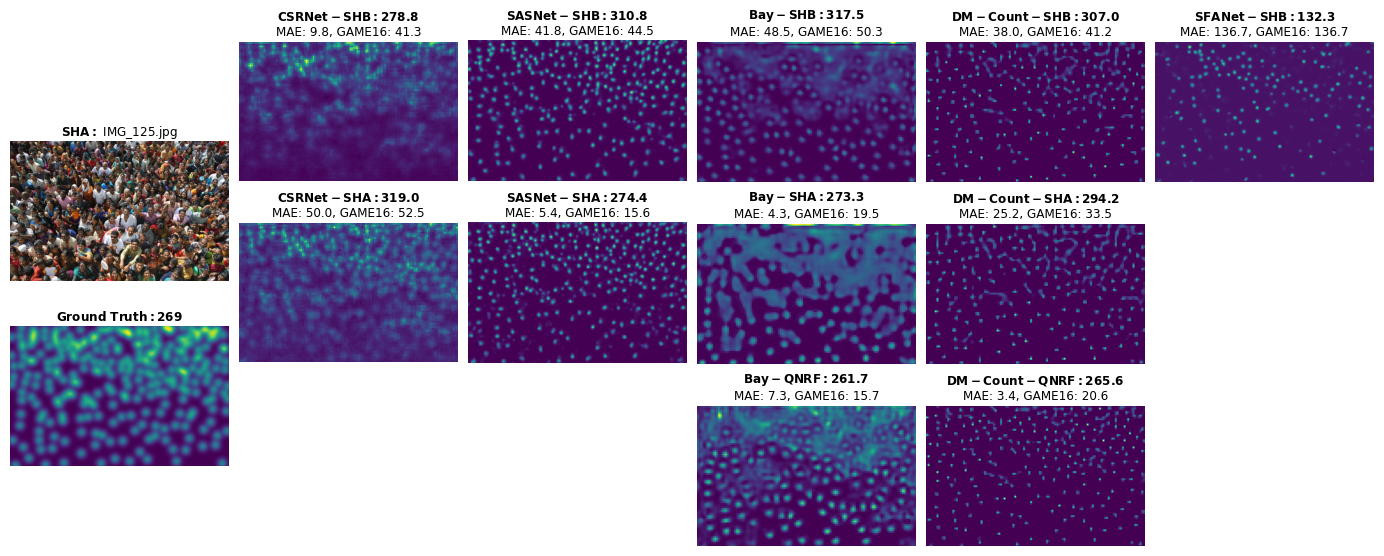 CSRNet − SHB : 278.8
MAE: 9.8, GAME16: 41.3
SASNet − SHB : 310.8
MAE: 41.8, GAME16: 44.5
Bay − SHB : 317.5
MAE: 48.5, GAME16: 50.3
DM − Count − SHB : 307.0
MAE: 38.0, GAME16: 41.2
SFANet − SHB : 132.3
MAE: 136.7, GAME16: 136.7
SHA : IMG_125.jpg
CSRNet − SHA : 319.0
MAE: 50.0, GAME16: 52.5
SASNet − SHA : 274.4
MAE: 5.4, GAME16: 15.6
Bay − SHA : 273.3
MAE: 4.3, GAME16: 19.5
DM − Count − SHA : 294.2
MAE: 25.2, GAME16: 33.5
Ground Truth : 269
Bay − QNRF : 261.7
MAE: 7.3, GAME16: 15.7
DM − Count − QNRF : 265.6
MAE: 3.4, GAME16: 20.6